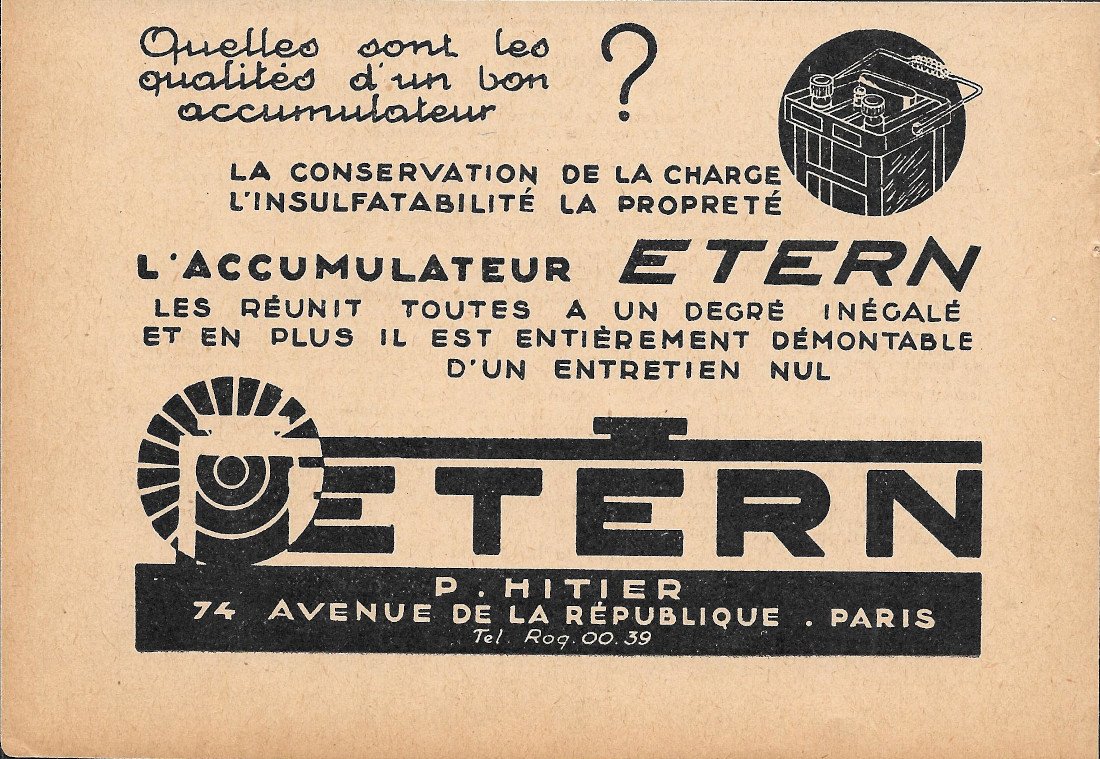 Quelles sont les
qualités d'un bon
accumulateur ?
LA CONSERVATION DE LA CHARGE
L'INSULFATABILITÉ LA PROPRETÉ
L'ACCUMULATEUR ETERN
LES RÉUNIT TOUTES A UN DEGRÉ INÉGALÉ
ET EN PLUS IL EST ENTIÈREMENT DÉMONTABLE
D'UN ENTRETIEN NUL
ETERN
P. HITIER
74 AVENUE DE LA RÉPUBLIQUE . PARIS
Tel. Roq. 00.39